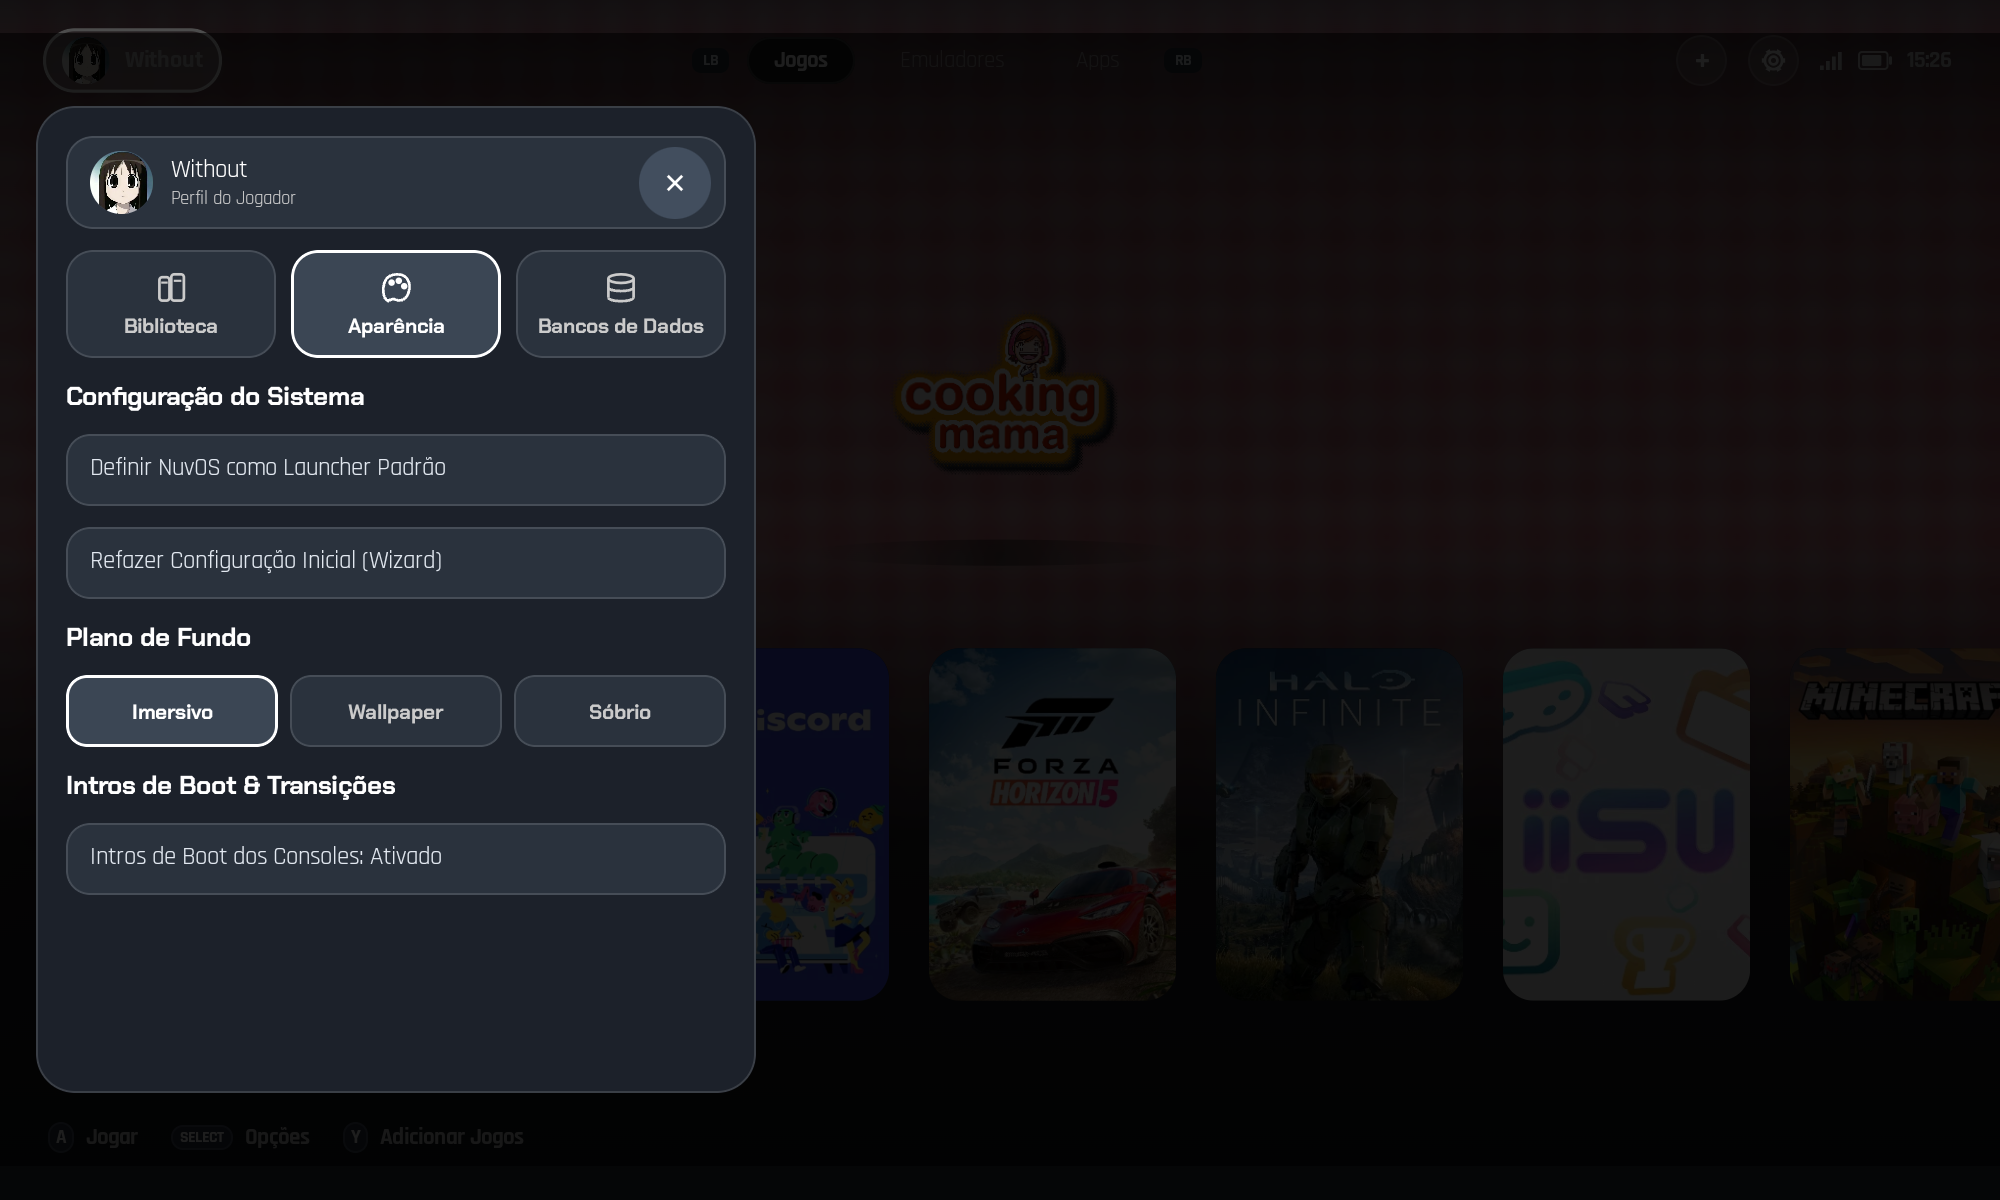 Without
LB
Jogos
Emuladores
Apps
RB
15:26
Without
Perfil do Jogador
Biblioteca
Aparência
Bancos de Dados
Configuração do Sistema
Definir NuvOS como Launcher Padrão
Refazer Configuração Inicial (Wizard)
Plano de Fundo
Imersivo
Wallpaper
Sóbrio
Intros de Boot & Transições
Intros de Boot dos Consoles: Ativado
cooking
mama
iscord
FORZA
HORIZON 5
HALO
INFINITE
iiSU
MINECRAF
A Jogar
SELECT Opções
Y Adicionar Jogos